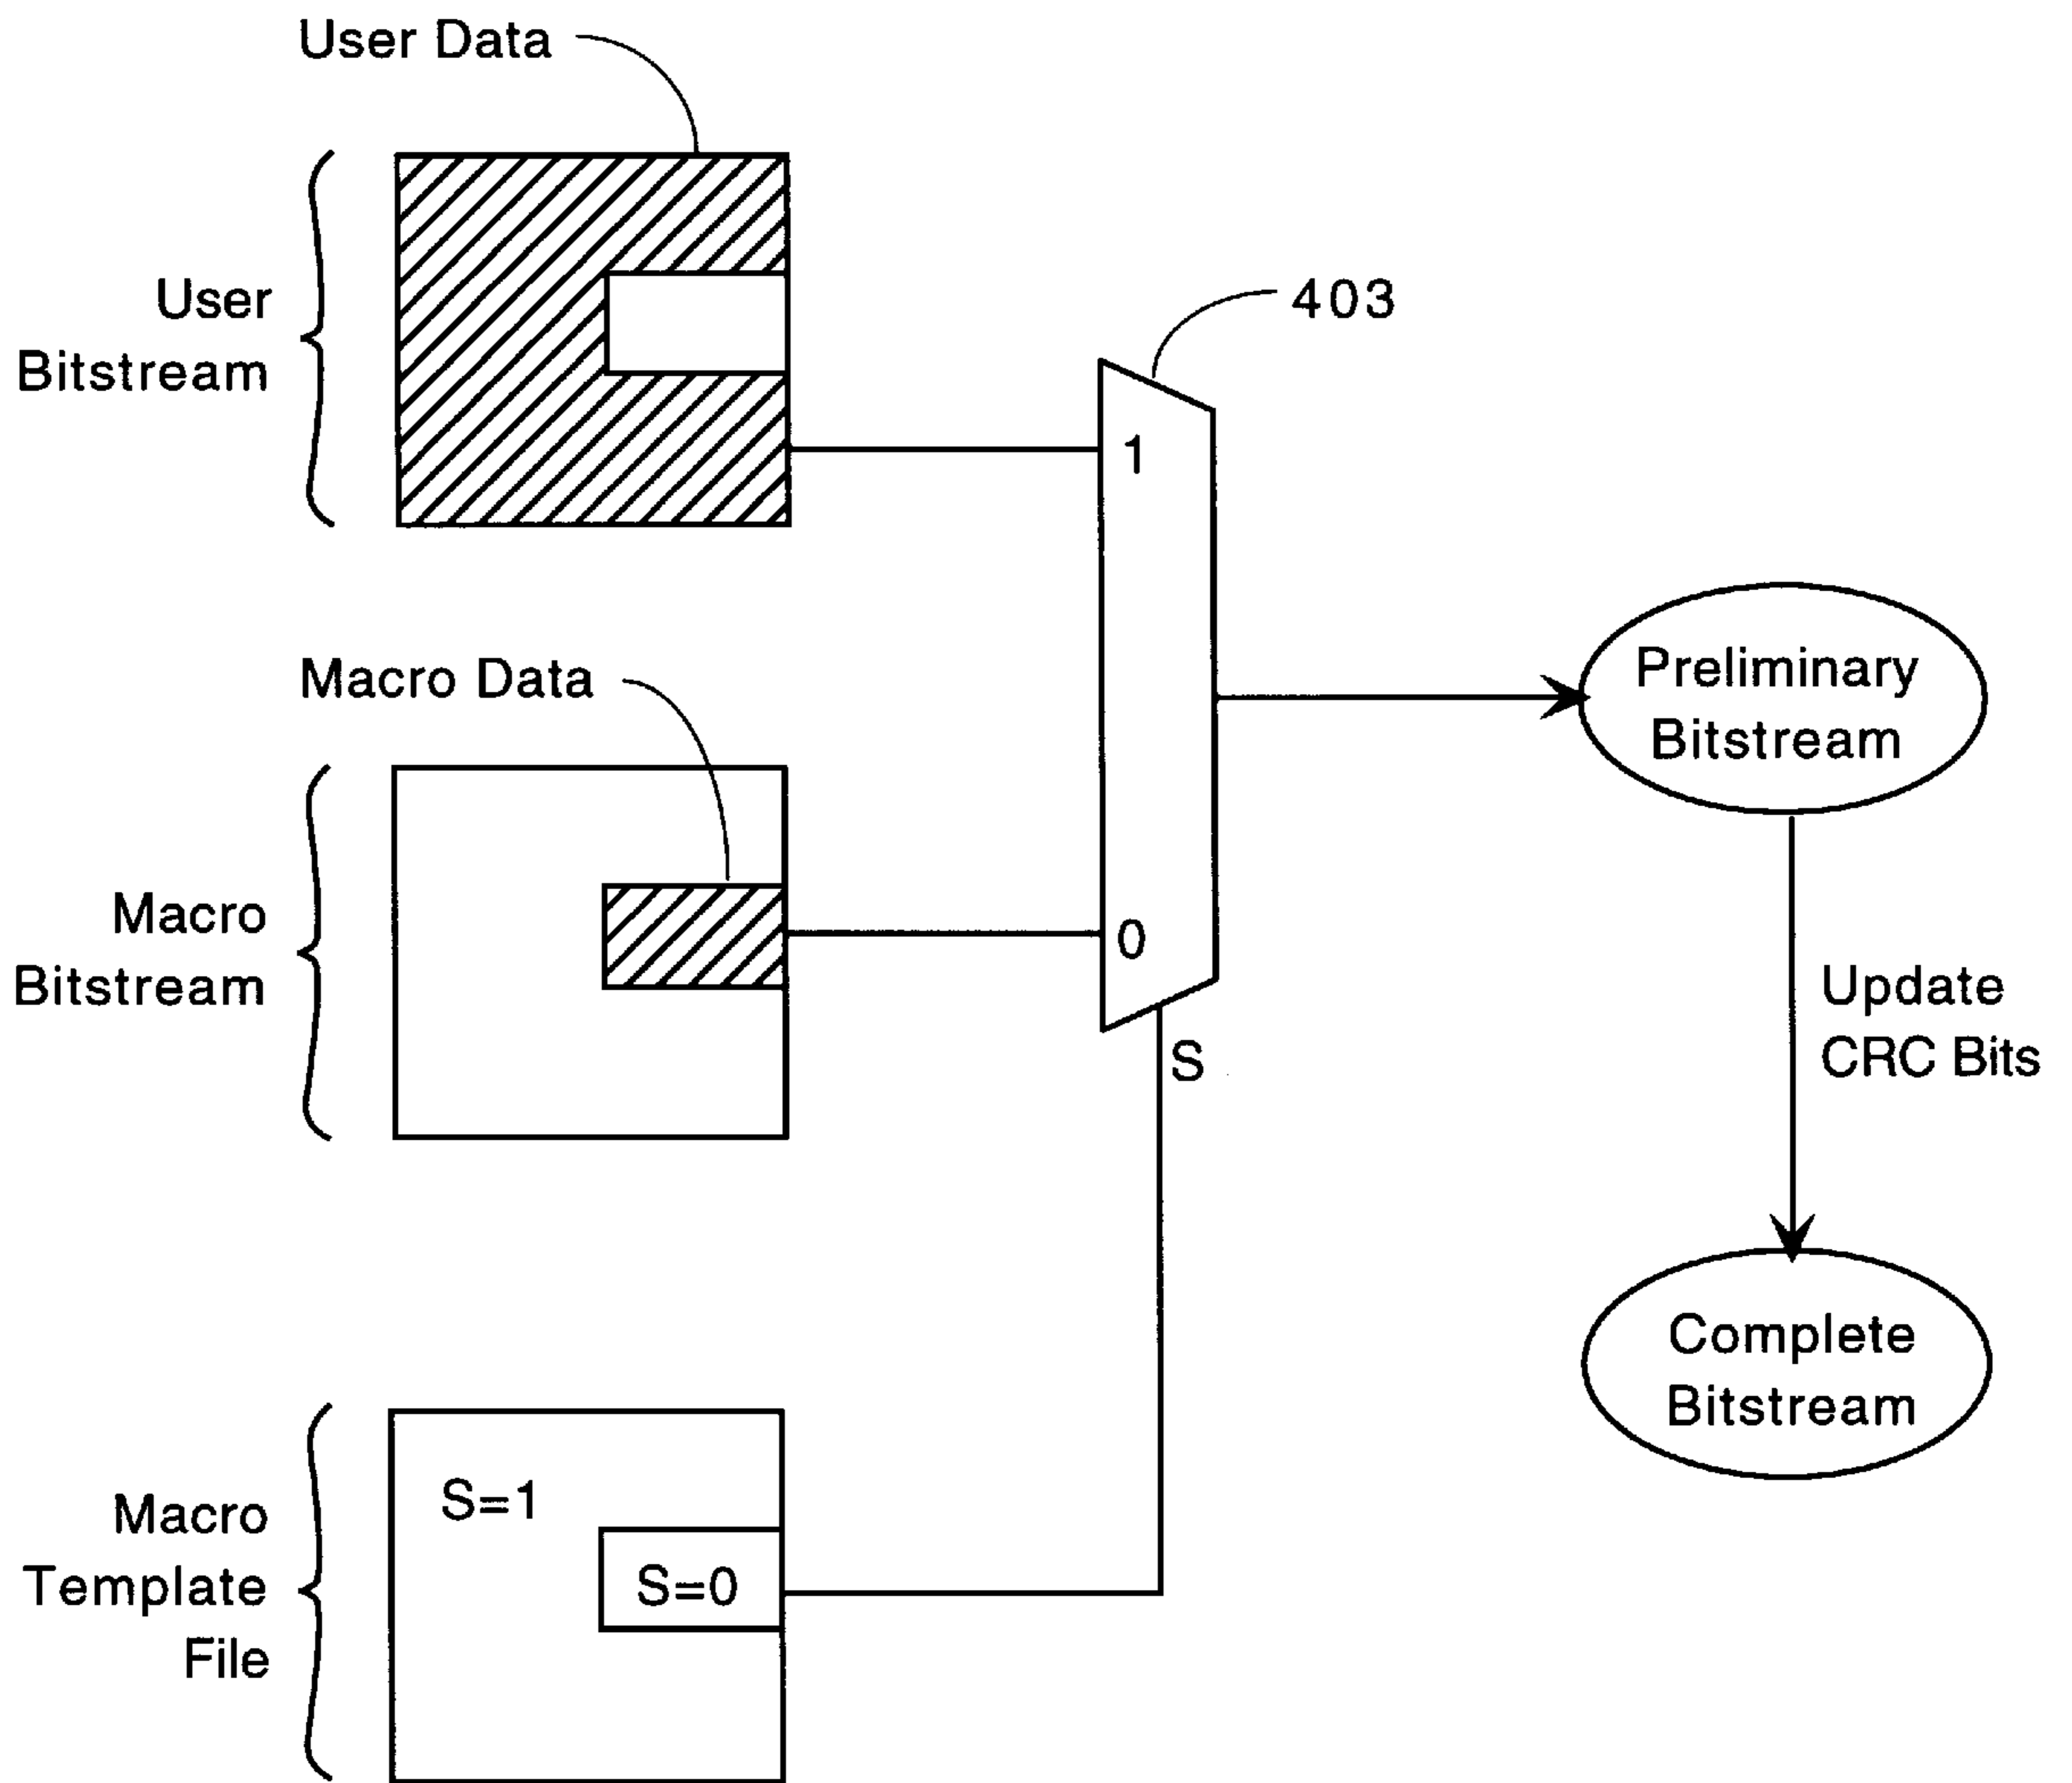 User Data
User
Bitstream
403
1
Macro Data
Preliminary
Bitstream
Macro
Bitstream
0
S
Update
CRC Bits
Complete
Bitstream
Macro
Template
File
S=1
S=0